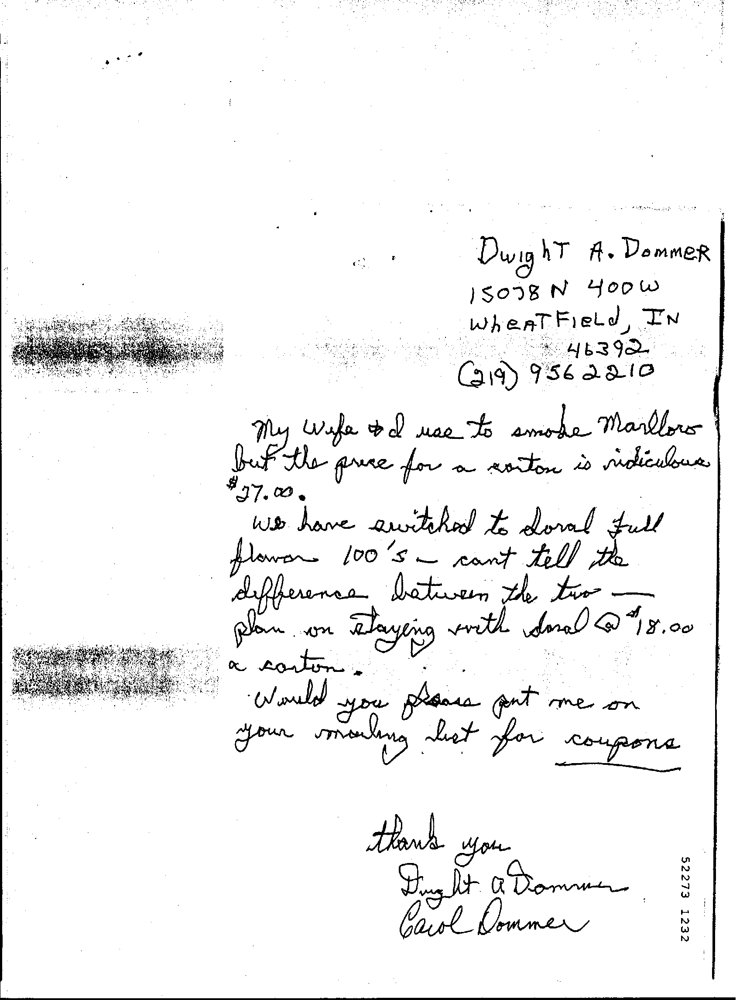 Dwight A. Dommer
15078 N 400W
Wheatfield, IN
46392
(219) 956 2210
My Wife & I use to smoke Marlboro
but the price for a carton is ridiculous
$27.00.
We have switched to Doral Full
flavor 100's – cant tell the
difference between the two —
plan on staying with doral @ $18.00
a carton.
Would you please put me on
your mailing list for coupons
thank you
Dwight A Dommer
Carol Dommer
52273 1232